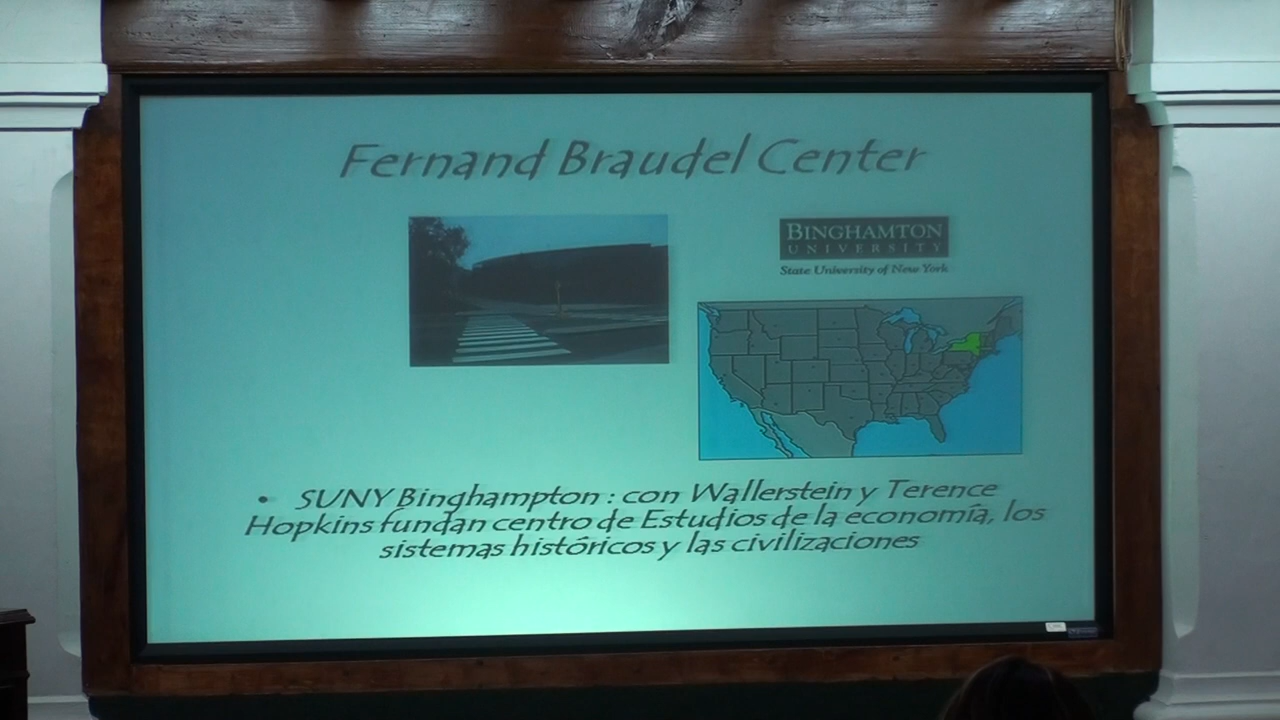 Fernand Braudel Center
BINGHAMTON
UNIVERSITY
State University of New York
• SUNY Binghampton : con Wallerstein y Terence
Hopkins fundan centro de Estudios de la economía, los
sistemas históricos y las civilizaciones